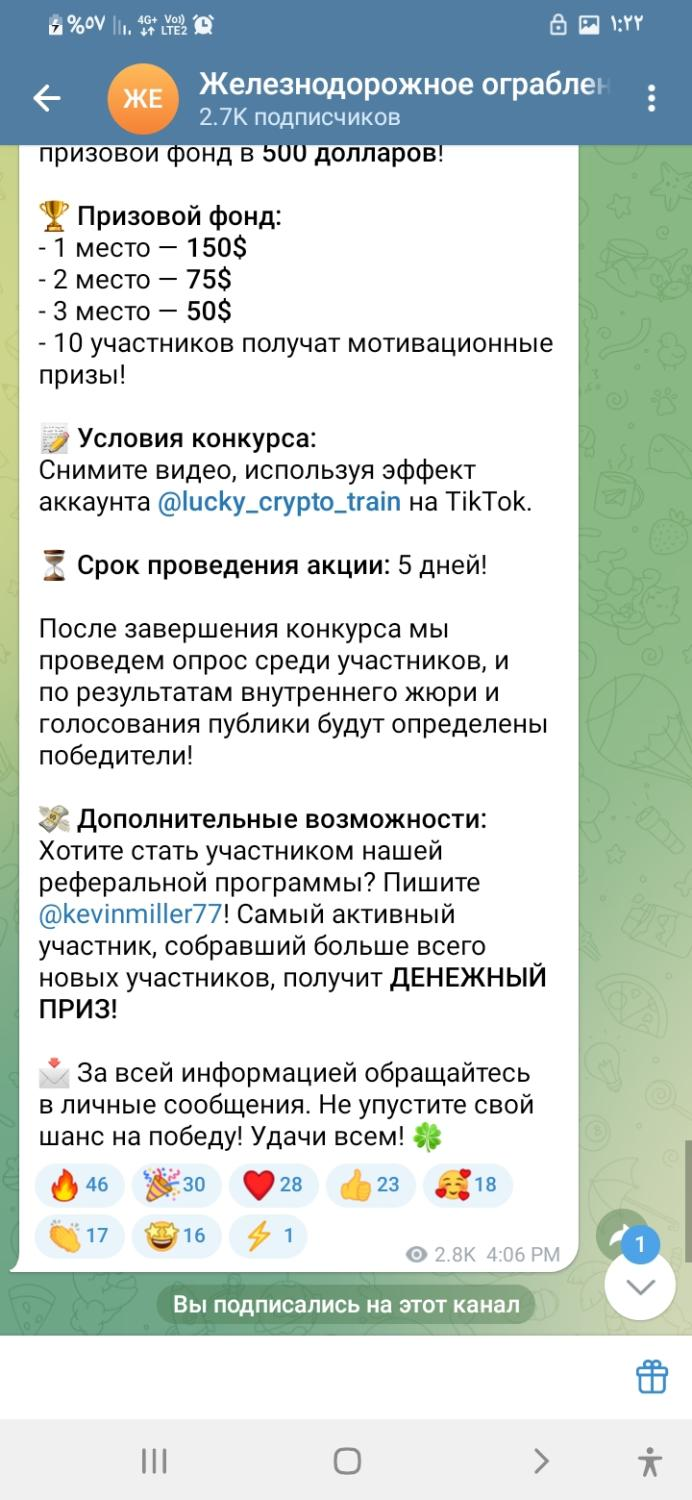 %٥٧ 4G+ Vo) LTE2 ١:٢٢
ЖЕ
Железнодорожное ограблен
2.7K подписчиков
призовой фонд в 500 долларов!
🏆 Призовой фонд:
- 1 место — 150$
- 2 место — 75$
- 3 место — 50$
- 10 участников получат мотивационные
призы!
📝 Условия конкурса:
Снимите видео, используя эффект
аккаунта @lucky_crypto_train на TikTok.
⏳ Срок проведения акции: 5 дней!
После завершения конкурса мы
проведем опрос среди участников, и
по результатам внутреннего жюри и
голосования публики будут определены
победители!
💸 Дополнительные возможности:
Хотите стать участником нашей
реферальной программы? Пишите
@kevinmiller77! Самый активный
участник, собравший больше всего
новых участников, получит ДЕНЕЖНЫЙ
ПРИЗ!
📩 За всей информацией обращайтесь
в личные сообщения. Не упустите свой
шанс на победу! Удачи всем! 🍀
🔥 46 🎉 30 ❤️ 28 👍 23 🥰 18
👏 17 🤩 16 ⚡ 1
2.8K 4:06 PM
1
Вы подписались на этот канал